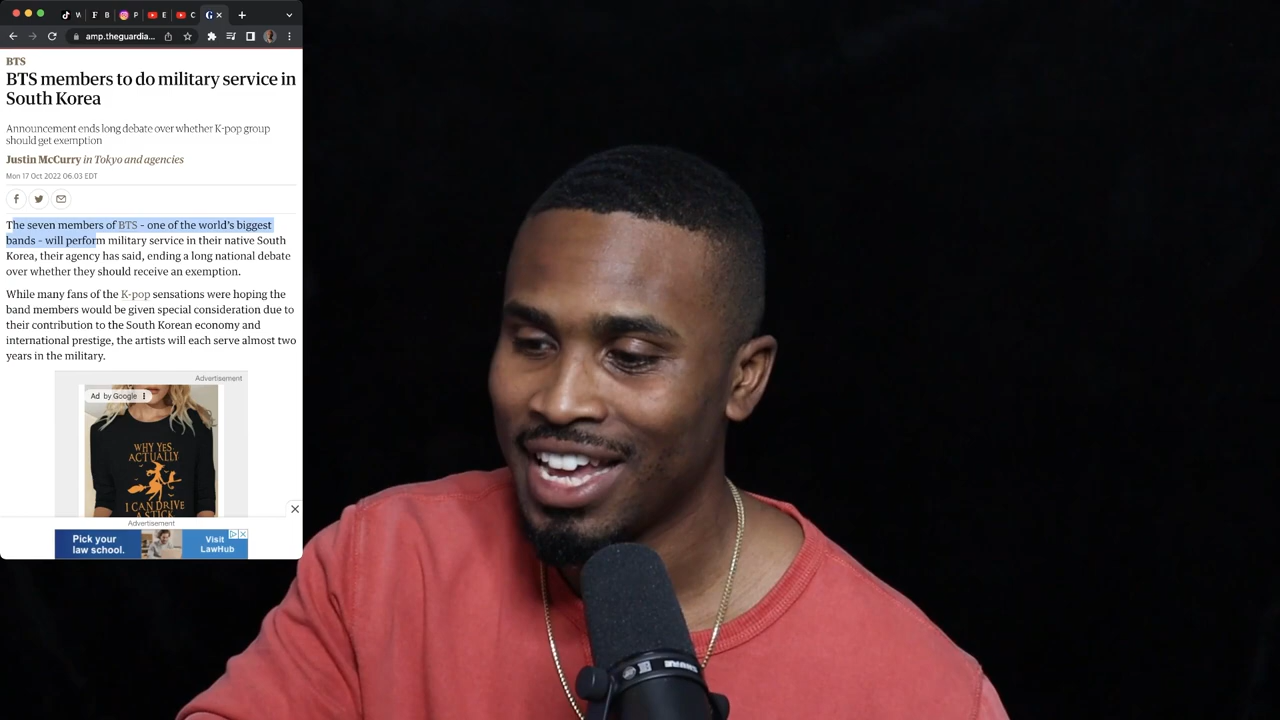 W
F
B
P
E
C
G
amp.theguardia...
BTS
BTS members to do military service in
South Korea
Announcement ends long debate over whether K-pop group
should get exemption
Justin McCurry in Tokyo and agencies
Mon 17 Oct 2022 06.03 EDT
The seven members of BTS – one of the world's biggest
bands – will perform military service in their native South
Korea, their agency has said, ending a long national debate
over whether they should receive an exemption.
While many fans of the K-pop sensations were hoping the
band members would be given special consideration due to
their contribution to the South Korean economy and
international prestige, the artists will each serve almost two
years in the military.
Advertisement
Ad by Google
WHY YES,
ACTUALLY
I CAN DRIVE
A STICK
Advertisement
Pick your
law school.
Visit
LawHub